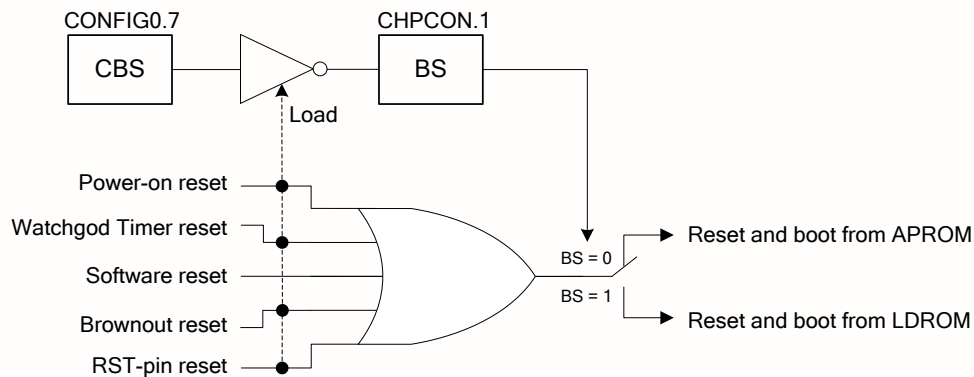 CONFIG0.7
CHPCON.1
CBS
BS
Load
Power-on reset
Watchgod Timer reset
Software reset
Brownout reset
RST-pin reset
BS = 0
BS = 1
Reset and boot from APROM
Reset and boot from LDROM